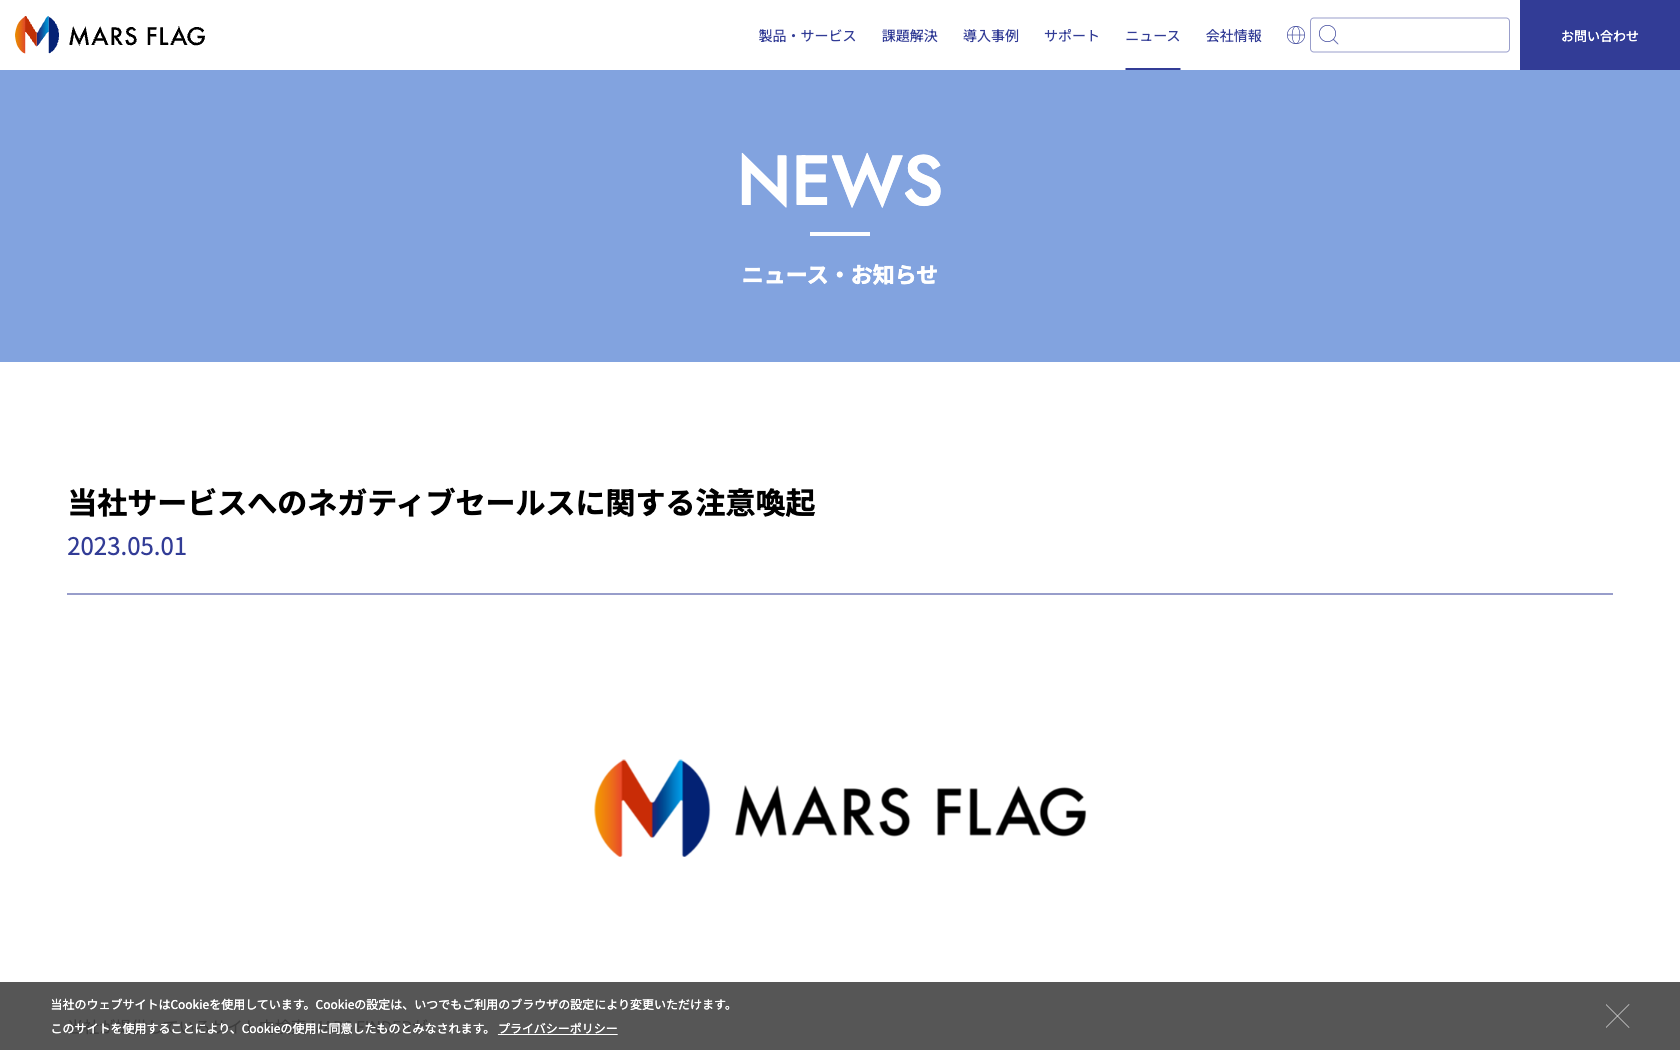 MARS FLAG
製品・サービス
課題解決
導入事例
サポート
ニュース
会社情報
お問い合わせ
NEWS
ニュース・お知らせ
当社サービスへのネガティブセールスに関する注意喚起
2023.05.01
MARS FLAG
当社のウェブサイトはCookieを使用しています。Cookieの設定は、いつでもご利用のブラウザの設定により変更いただけます。
このサイトを使用することにより、Cookieの使用に同意したものとみなされます。 プライバシーポリシー